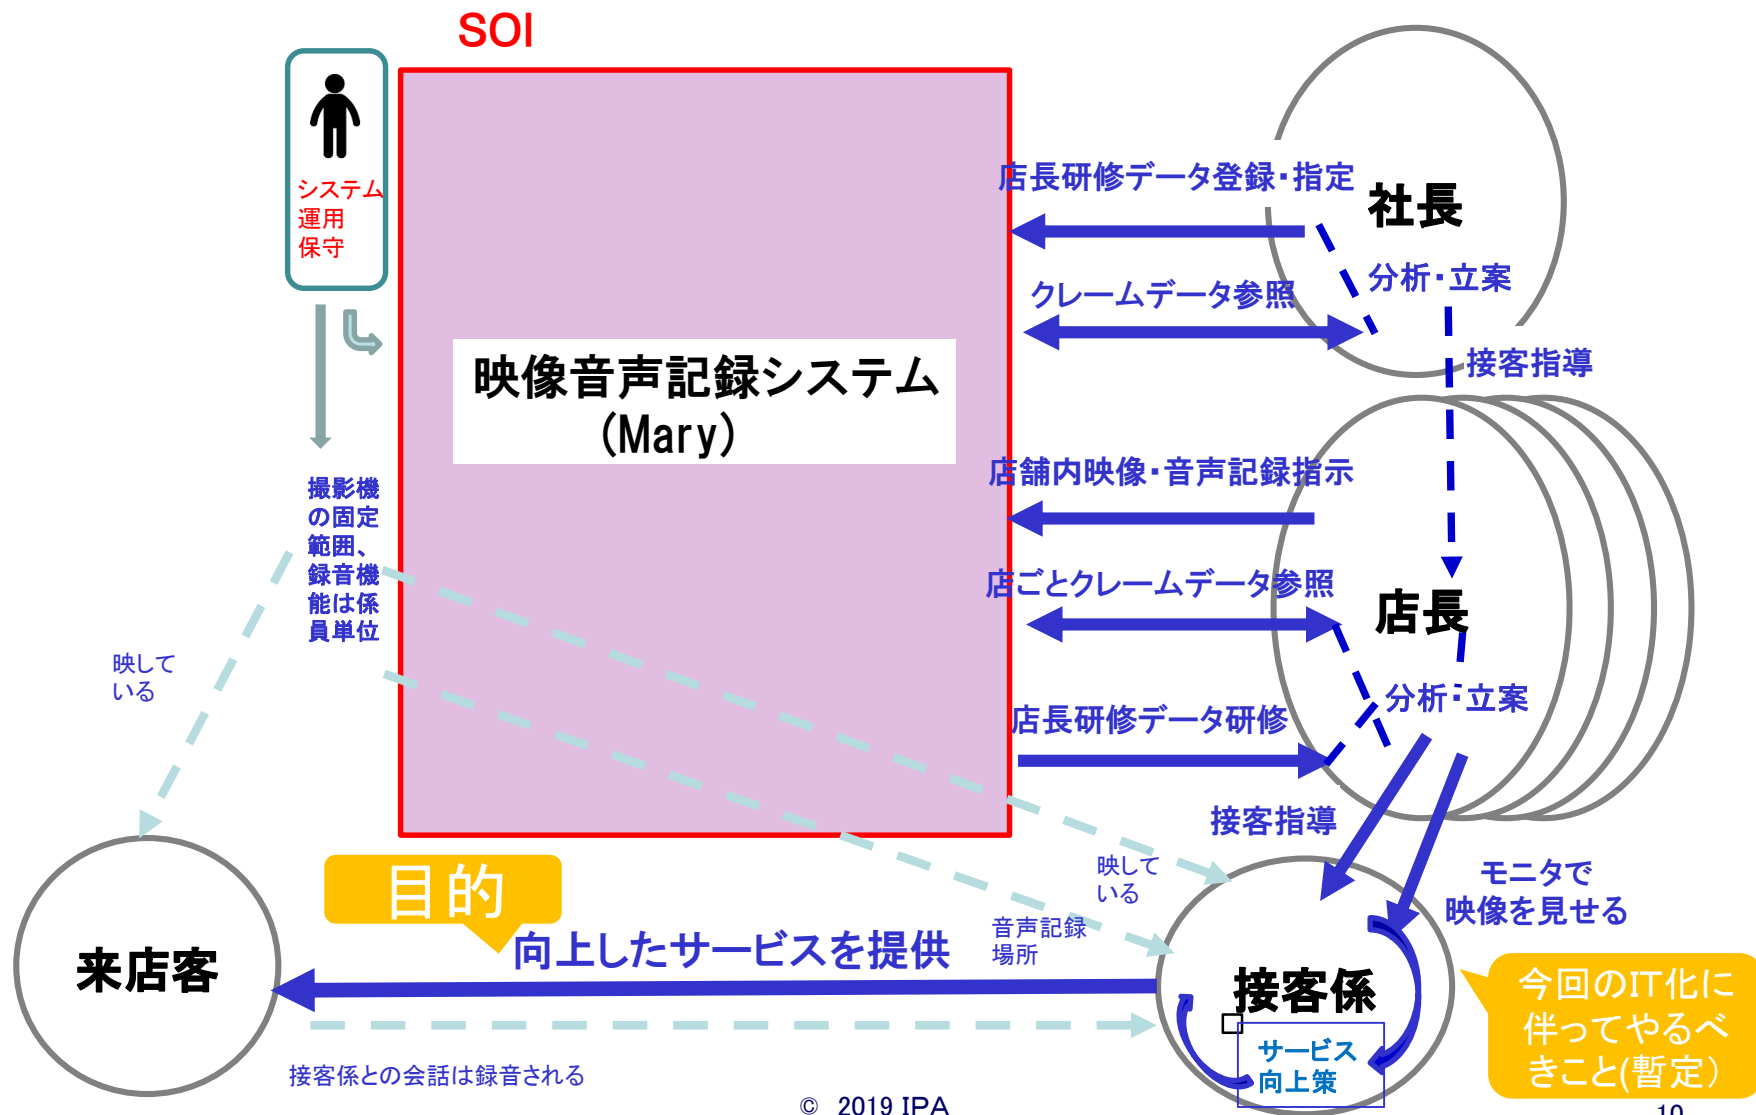 SOI
システム
運用
保守
店長研修データ登録・指定
社長
分析・立案
クレームデータ参照
接客指導
映像音声記録システム
(Mary)
店舗内映像・音声記録指示
撮影機
の固定
範囲、
録音機
能は係
員単位
店ごとクレームデータ参照
店長
映して
いる
分析・立案
店長研修データ研修
接客指導
目的
映して
いる
モニタで
映像を見せる
音声記録
場所
向上したサービスを提供
来店客
接客係
今回のIT化に
伴ってやるべ
きこと(暫定)
サービス
向上策
接客係との会話は録音される
© 2019 IPA
10